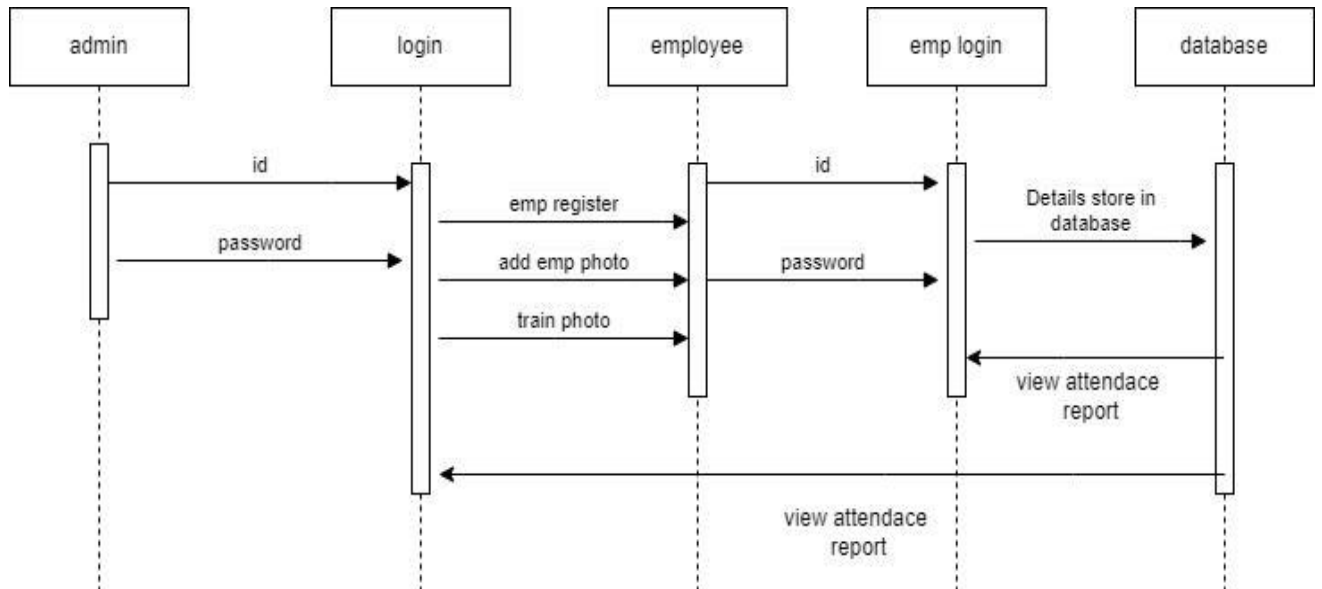 admin
login
employee
emp login
database
id
id
emp register
Details store in
database
password
add emp photo
password
train photo
view attendace
report
view attendace
report